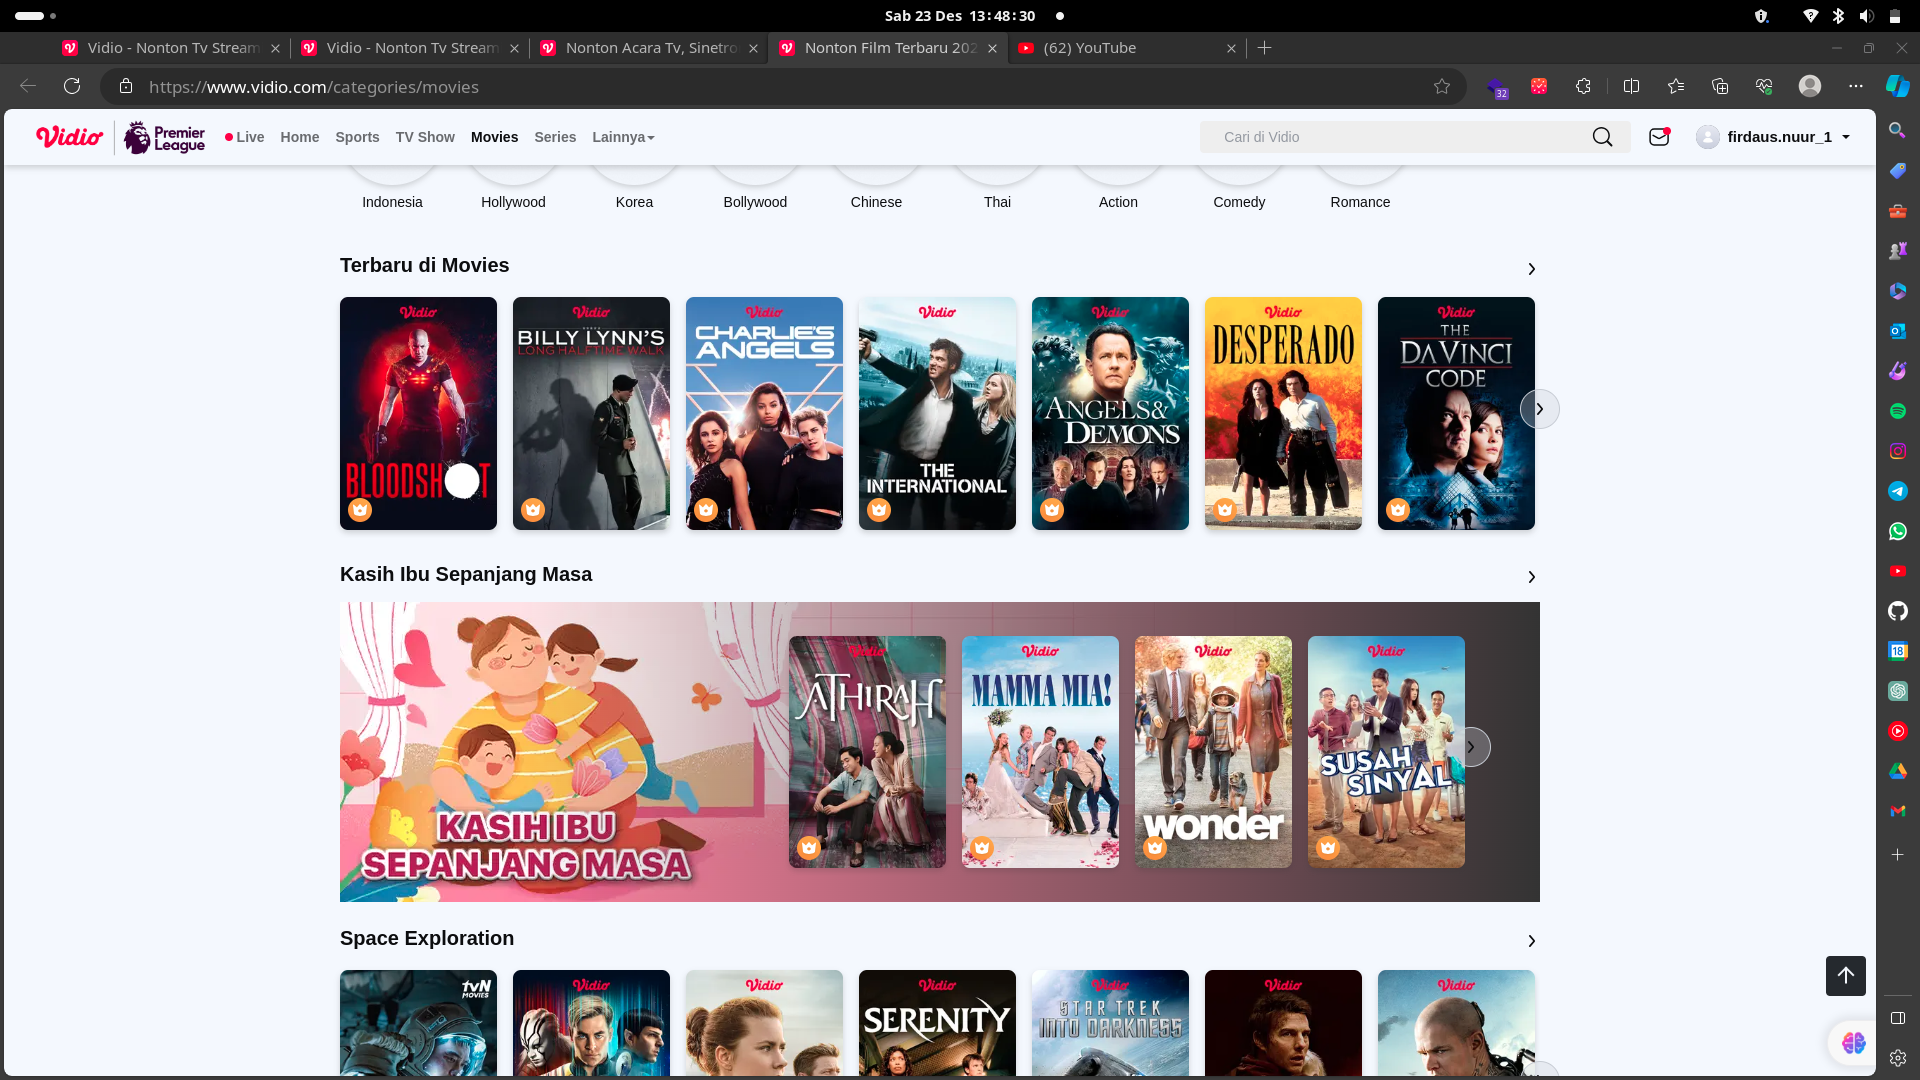 Sab 23 Des 13:48:30
Vidio - Nonton Tv Stream
Vidio - Nonton Tv Stream
Nonton Acara Tv, Sinetro
Nonton Film Terbaru 202
(62) YouTube
https://www.vidio.com/categories/movies
32
Vidio
Premier League
Live
Home
Sports
TV Show
Movies
Series
Lainnya
Cari di Vidio
firdaus.nuur_1
Indonesia
Hollywood
Korea
Bollywood
Chinese
Thai
Action
Comedy
Romance
Terbaru di Movies
Vidio
BLOODSHOT
Vidio
BILLY LYNN'S
LONG HALFTIME WALK
Vidio
CHARLIE'S
ANGELS
Vidio
THE
INTERNATIONAL
Vidio
ANGELS &
DEMONS
Vidio
DESPERADO
Vidio
THE
DA VINCI
CODE
Kasih Ibu Sepanjang Masa
KASIH IBU
SEPANJANG MASA
Vidio
ATHIRAH
Vidio
MAMMA MIA!
Vidio
wonder
Vidio
SUSAH
SINYAL
18
Space Exploration
tvN
MOVIES
Vidio
Vidio
Vidio
SERENITY
Vidio
STAR TREK
INTO DARKNESS
Vidio
Vidio